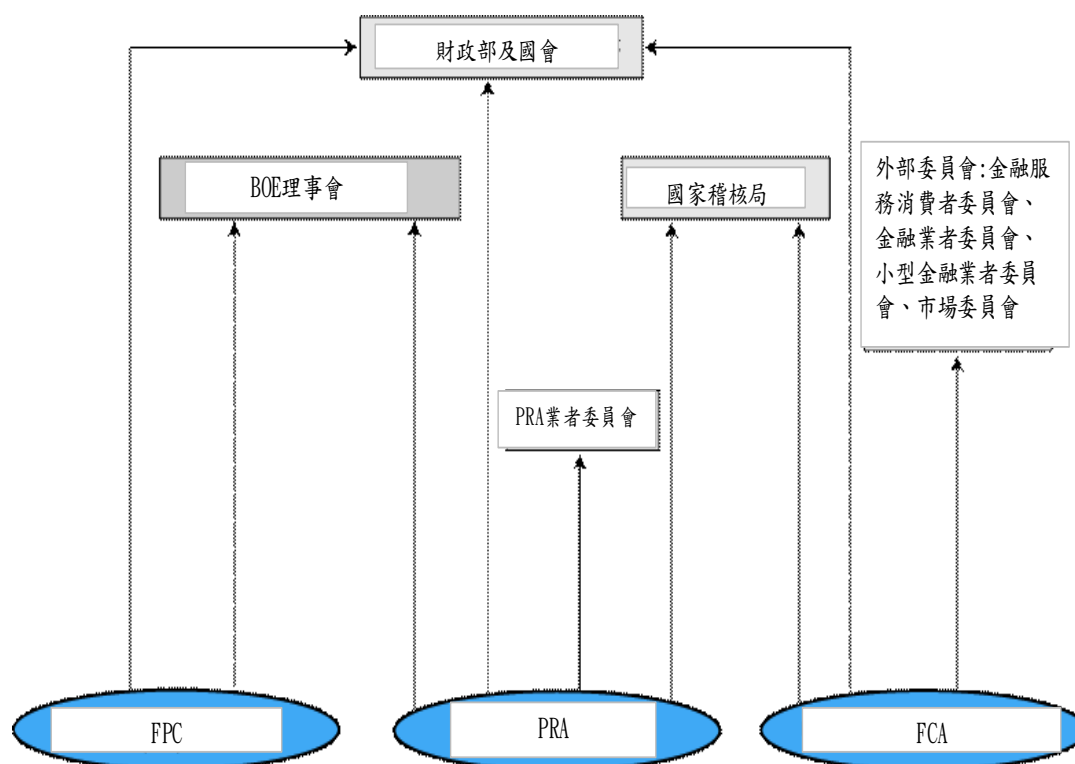 財政部及國會
BOE理事會
國家稽核局
外部委員會:金融服
務消費者委員會、
金融業者委員會、
小型金融業者委員
會、市場委員會
PRA業者委員會
FPC
PRA
FCA